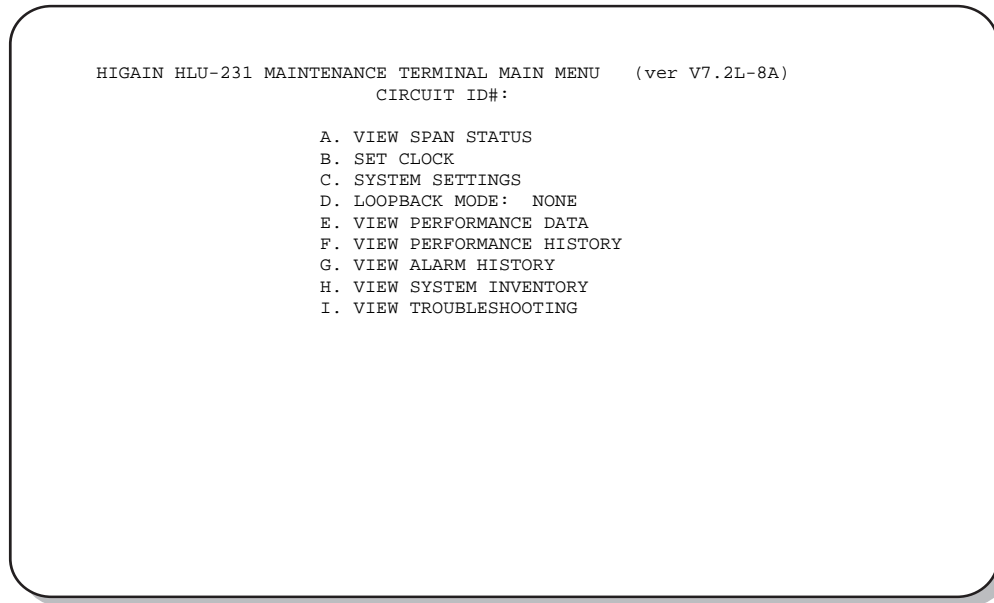 HIGAIN HLU-231 MAINTENANCE TERMINAL MAIN MENU (ver V7.2L-8A)
CIRCUIT ID#:
A. VIEW SPAN STATUS
B. SET CLOCK
C. SYSTEM SETTINGS
D. LOOPBACK MODE: NONE
E. VIEW PERFORMANCE DATA
F. VIEW PERFORMANCE HISTORY
G. VIEW ALARM HISTORY
H. VIEW SYSTEM INVENTORY
I. VIEW TROUBLESHOOTING